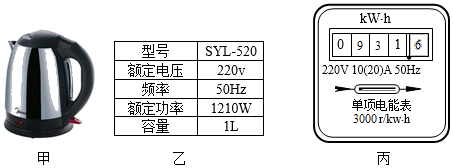 型号 SYL-520
额定电压 220v
频率 50Hz
额定功率 1210W
容量 1L
kW·h
0 9 3 1 6
220V 10(20)A 50Hz
单项电能表
3000r/kw·h
甲 乙 丙